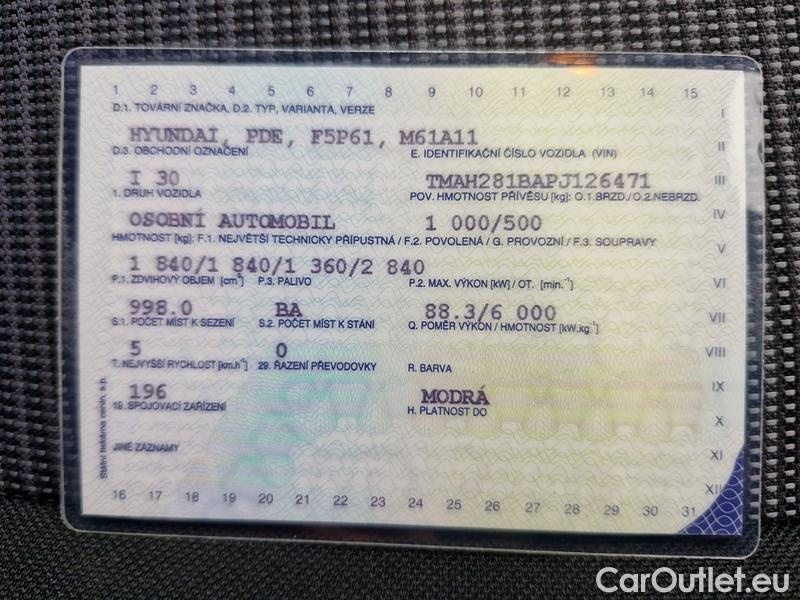 1 2 3 4 5 6 7 8 9 10 11 12 13 14 15
D.1. TOVÁRNÍ ZNAČKA, D.2. TYP, VARIANTA, VERZE
I
HYUNDAI, PDE, F5P61, M61A11
II
D.3. OBCHODNÍ OZNAČENÍ E. IDENTIFIKAČNÍ ČÍSLO VOZIDLA (VIN)
I 30 TMAH281BAPJ126471
III
1. DRUH VOZIDLA POV. HMOTNOST PŘÍVĚSU [kg]: O.1.BRZD./O.2.NEBRZD.
OSOBNÍ AUTOMOBIL 1 000/500
IV
HMOTNOST [kg]: F.1. NEJVĚTŠÍ TECHNICKY PŘÍPUSTNÁ / F.2. POVOLENÁ / G. PROVOZNÍ / F.3. SOUPRAVY
V
1 840/1 840/1 360/2 840
P.1. ZDVIHOVÝ OBJEM [cm³] P.3. PALIVO P.2. MAX. VÝKON [kW] / OT. [min.⁻¹]
VI
998.0 BA 88.3/6 000
VII
S.1. POČET MÍST K SEZENÍ S.2. POČET MÍST K STÁNÍ Q. POMĚR VÝKON / HMOTNOST [kW.kg⁻¹]
5 0
VIII
T. NEJVYŠŠÍ RYCHLOST [km.h⁻¹] 29. ŘAZENÍ PŘEVODOVKY R. BARVA
196 MODRÁ
IX
19. SPOJOVACÍ ZAŘÍZENÍ H. PLATNOST DO
X
JINÉ ZÁZNAMY
XI
XII
Státní tiskárna cenin, s.p.
16 17 18 19 20 21 22 23 24 25 26 27 28 29 30 31
CarOutlet.eu